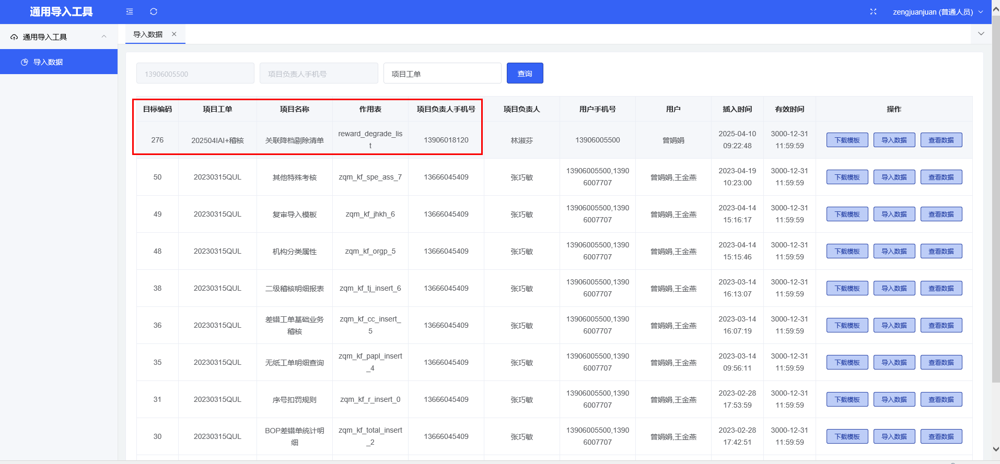 通用导入工具
zengjuanjuan (普通人员)
通用导入工具
导入数据
导入数据
13906005500
项目负责人手机号
项目工单
查询
目标编码 项目工单 项目名称 作用表 项目负责人手机号 项目负责人 用户手机号 用户 插入时间 有效时间 操作
276 202504IAI+稽核 关联降档剔除清单 reward_degrade_lis 13906018120 林淑芬 13906005500 曾娟娟 2025-04-10 3000-12-31 下载模板 导入数据 查看数据
t 09:22:48 11:59:59
50 20230315QUL 其他特殊考核 zqm_kf_spe_ass_7 13666045409 张巧敏 13906005500,1390 曾娟娟,王金燕 2023-04-19 3000-12-31 下载模板 导入数据 查看数据
6007707 10:23:00 11:59:59
49 20230315QUL 复审导入模板 zqm_kf_jhkh_6 13666045409 张巧敏 13906005500,1390 曾娟娟,王金燕 2023-04-14 3000-12-31 下载模板 导入数据 查看数据
6007707 15:16:17 11:59:59
48 20230315QUL 机构分类属性 zqm_kf_orgp_5 13666045409 张巧敏 13906005500,1390 曾娟娟,王金燕 2023-04-14 3000-12-31 下载模板 导入数据 查看数据
6007707 15:15:46 11:59:59
38 20230315QUL 二级稽核明细报表 zqm_kf_tj_insert_6 13666045409 张巧敏 13906005500,1390 曾娟娟,王金燕 2023-03-14 3000-12-31 下载模板 导入数据 查看数据
6007707 16:13:07 11:59:59
36 20230315QUL 差错工单基础业务 zqm_kf_cc_insert_ 13666045409 张巧敏 13906005500,1390 曾娟娟,王金燕 2023-03-14 3000-12-31 下载模板 导入数据 查看数据
稽核 5 6007707 16:07:19 11:59:59
35 20230315QUL 无纸工单明细查询 zqm_kf_papl_insert 13666045409 张巧敏 13906005500,1390 曾娟娟,王金燕 2023-03-14 3000-12-31 下载模板 导入数据 查看数据
_4 6007707 09:56:11 11:59:59
31 20230315QUL 序号扣罚规则 zqm_kf_r_insert_0 13666045409 张巧敏 13906005500,1390 曾娟娟,王金燕 2023-02-28 3000-12-31 下载模板 导入数据 查看数据
6007707 17:53:59 11:59:59
30 20230315QUL BOP差错单统计明 zqm_kf_total_insert 13666045409 张巧敏 13906005500,1390 曾娟娟,王金燕 2023-02-28 3000-12-31 下载模板 导入数据 查看数据
细 _2 6007707 17:42:51 11:59:59